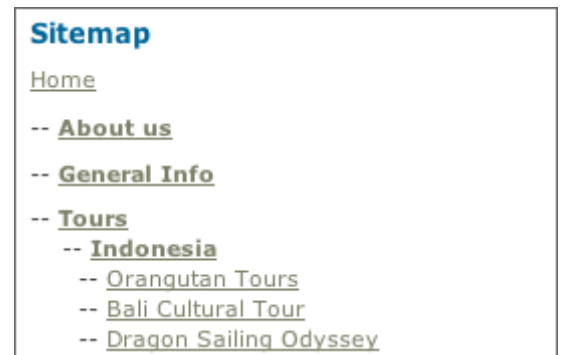 Sitemap
Home
-- About us
-- General Info
-- Tours
-- Indonesia
-- Orangutan Tours
-- Bali Cultural Tour
-- Dragon Sailing Odyssey